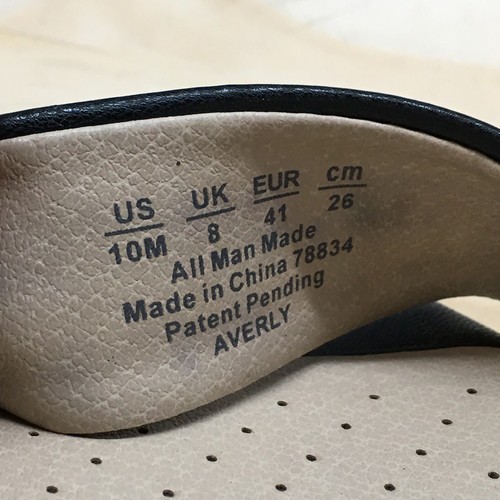 US UK EUR cm
10M 8 41 26
All Man Made
Made in China 78834
Patent Pending
AVERLY